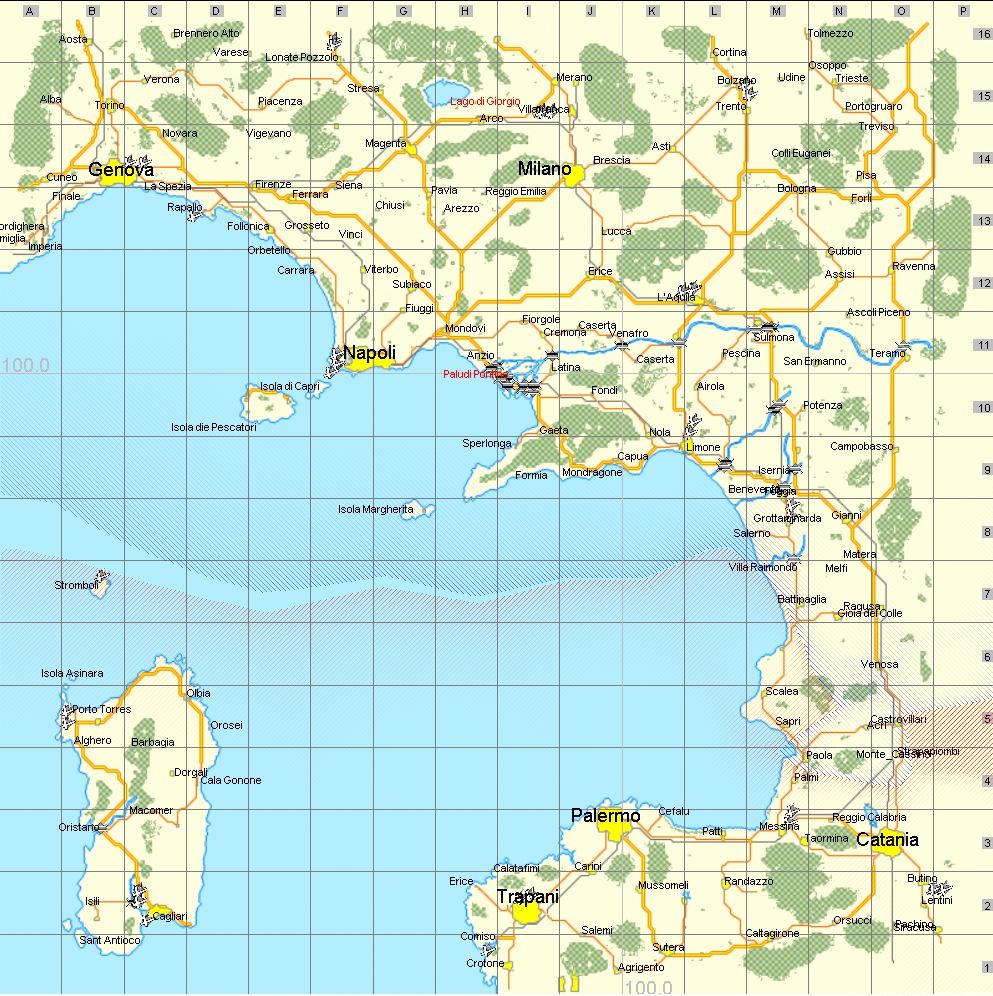 A B C D E F G H I J K L M N O P
Aosta Brennero Alto Tolmezzo 16
Varese Lonate Pozzolo Cortina Osoppo
Verona Stresa Merano Bolzano Udine Trieste
Alba Torino Piacenza Lago di Giorgio Villafranca Trento Portogruaro 15
Arco
Novara Vigevano Magenta Asti Treviso
Genova Milano Brescia Colli Euganei 14
Cuneo La Spezia Firenze Siena Pisa
Finale Ferrara Pavia Reggio Emilia Bologna Forli
Rapallo Chiusi Arezzo 13
ordighera Follonica Grosseto Vinci Lucca
miglia
Imperia Orbetello Gubbio
Carrara Viterbo Erice Assisi Ravenna
Subiaco L'Aquila 12
Fiuggi Fiorgole Ascoli Piceno
Mondovi Cremona Caserta Venafro Sulmona
Napoli Anzio Caserta Pescina San Ermanno Teramo 11
100.0 Latina
Paludi Pontine
Isola di Capri Fondi Airola
Potenza 10
Isola die Pescatori Gaeta Nola
Sperlonga Limone Campobasso
Capua
Formia Mondragone Isernia 9
Benevento Foggia
Isola Margherita Grottaminarda Gianni
Salerno 8
Matera
Villa Raimondo Melfi
Stromboli
Battipaglia Ragusa 7
Gioia del Colle
Isola Asinara Venosa 6
Olbia Scalea
Porto Torres Orosei Sapri Castrovillari 5
Acri
Alghero Barbagia Paola Monte_Cassino Strapapiombi
Dorgali Cala Gonone Palmi 4
Macomer Palermo Cefalu Reggio Calabria
Oristano Patti Messina
Taormina Catania 3
Calatafimi Carini
Erice Mussomeli Randazzo Butino
Isili Trapani Lentini
Cagliari Orsucci 2
Salemi Pachino
Siracusa
Sant Antioco Comiso Caltagirone
Sutera
Crotone Agrigento 1
100.0